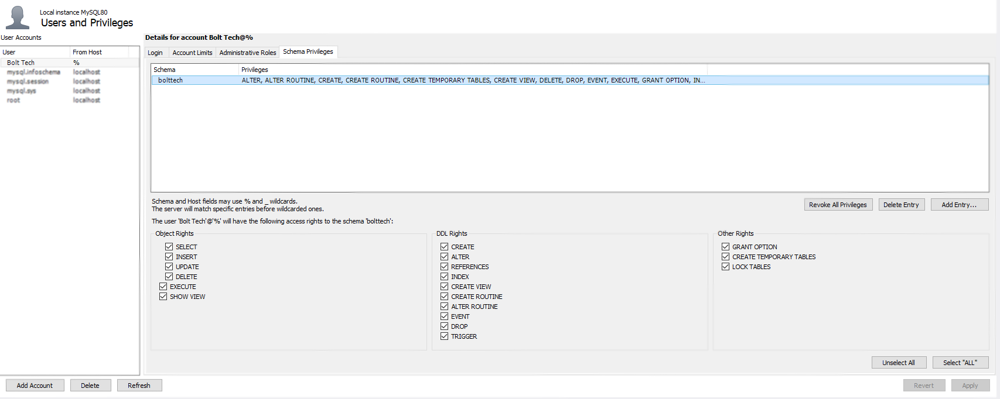 Local instance MySQL80
Users and Privileges
User Accounts
User From Host
Bolt Tech %
mysql.infoschema localhost
mysql.session localhost
mysql.sys localhost
root localhost
Add Account Delete Refresh
Details for account Bolt Tech@%
Login Account Limits Administrative Roles Schema Privileges
Schema Privileges
bolttech ALTER, ALTER ROUTINE, CREATE, CREATE ROUTINE, CREATE TEMPORARY TABLES, CREATE VIEW, DELETE, DROP, EVENT, EXECUTE, GRANT OPTION, IN...
Schema and Host fields may use % and _ wildcards.
The server will match specific entries before wildcarded ones.
Revoke All Privileges Delete Entry Add Entry...
The user 'Bolt Tech'@'%' will have the following access rights to the schema 'bolttech':
Object Rights
SELECT
INSERT
UPDATE
DELETE
EXECUTE
SHOW VIEW
DDL Rights
CREATE
ALTER
REFERENCES
INDEX
CREATE VIEW
CREATE ROUTINE
ALTER ROUTINE
EVENT
DROP
TRIGGER
Other Rights
GRANT OPTION
CREATE TEMPORARY TABLES
LOCK TABLES
Unselect All Select "ALL"
Revert Apply